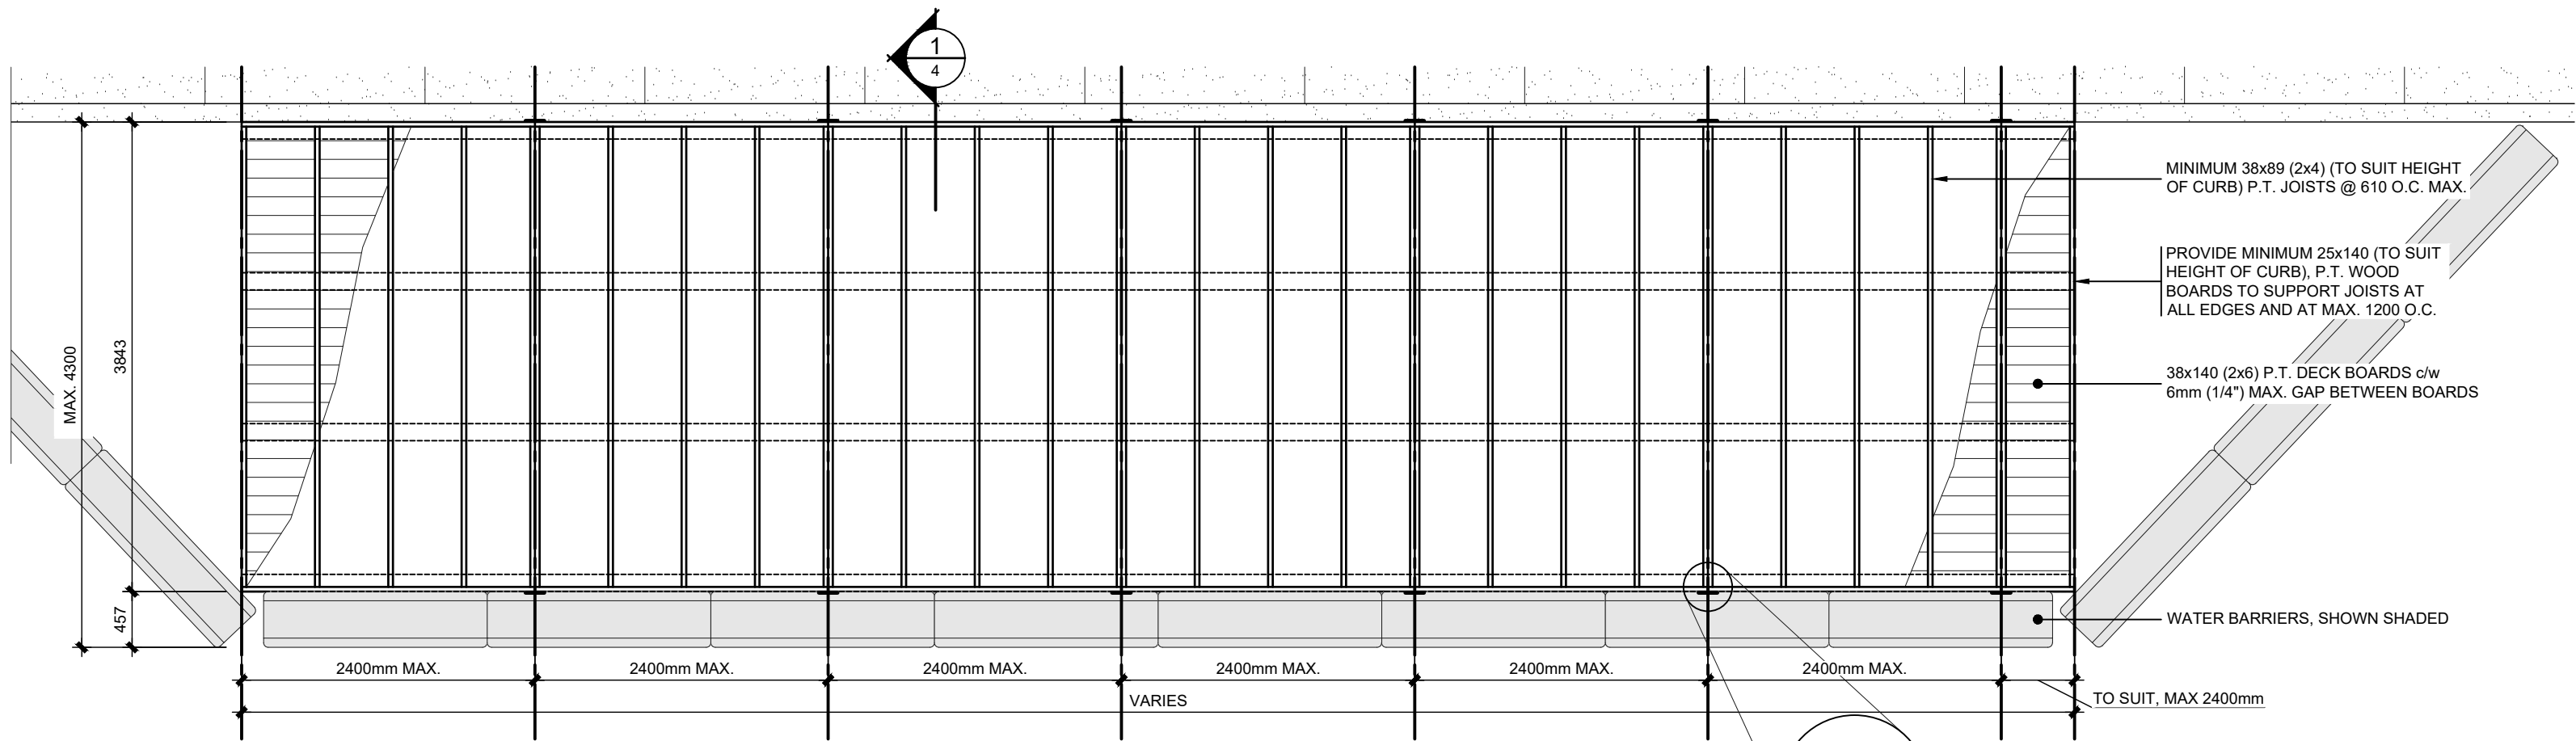 1
4
MINIMUM 38x89 (2x4) (TO SUIT HEIGHT
OF CURB) P.T. JOISTS @ 610 O.C. MAX.
PROVIDE MINIMUM 25x140 (TO SUIT
HEIGHT OF CURB), P.T. WOOD
BOARDS TO SUPPORT JOISTS AT
ALL EDGES AND AT MAX. 1200 O.C.
38x140 (2x6) P.T. DECK BOARDS c/w
6mm (1/4") MAX. GAP BETWEEN BOARDS
MAX. 4300
3843
457
WATER BARRIERS, SHOWN SHADED
2400mm MAX.
2400mm MAX.
2400mm MAX.
2400mm MAX.
2400mm MAX.
2400mm MAX.
TO SUIT, MAX 2400mm
VARIES